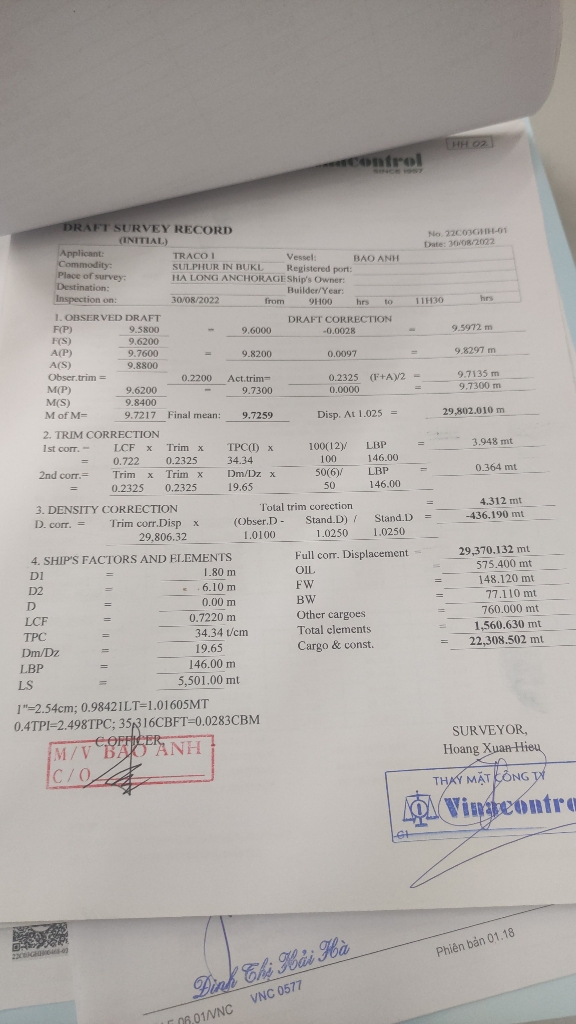 HH 02
control
SINCE 1957
DRAFT SURVEY RECORD
(INITIAL)
No. 22C03GHH-01
Date: 30/08/2022
Applicant: TRACO I Vessel: BAO ANH
Commodity: SULPHUR IN BUKL Registered port:
Place of survey: HA LONG ANCHORAGE Ship's Owner:
Destination: Builder/Year:
Inspection on: 30/08/2022 from 9H00 hrs to 11H30 hrs
1. OBSERVED DRAFT DRAFT CORRECTION
F(P) 9.5800 = 9.6000 -0.0028 = 9.5972 m
F(S) 9.6200
A(P) 9.7600 = 9.8200 0.0097 = 9.8297 m
A(S) 9.8800
Obser.trim = 0.2200 Act.trim= 0.2325 (F+A)/2 = 9.7135 m
M(P) 9.6200 = 9.7300 0.0000 = 9.7300 m
M(S) 9.8400
M of M= 9.7217 Final mean: 9.7259 Disp. At 1.025 = 29,802.010 m
2. TRIM CORRECTION
1st corr. = LCF x Trim x TPC(I) x 100(12)/ LBP = 3.948 mt
= 0.722 0.2325 34.34 100 146.00
2nd corr.= Trim x Trim x Dm/Dz x 50(6)/ LBP = 0.364 mt
= 0.2325 0.2325 19.65 50 146.00
Total trim corection = 4.312 mt
3. DENSITY CORRECTION
D. corr. = Trim corr.Disp x (Obser.D - Stand.D) / Stand.D = -436.190 mt
29,806.32 1.0100 1.0250 1.0250
4. SHIP'S FACTORS AND ELEMENTS Full corr. Displacement = 29,370.132 mt
D1 = 1.80 m OIL = 575.400 mt
D2 = 6.10 m FW = 148.120 mt
D = 0.00 m BW = 77.110 mt
LCF = 0.7220 m Other cargoes = 760.000 mt
TPC = 34.34 t/cm Total elements = 1,560.630 mt
Dm/Dz = 19.65 Cargo & const. = 22,308.502 mt
LBP = 146.00 m
LS = 5,501.00 mt
1"=2.54cm; 0.98421LT=1.01605MT
0.4TPI=2.498TPC; 35,316CBFT=0.0283CBM
C.OFFICER,
M/V BAO ANH
C/O
SURVEYOR,
Hoang Xuan Hieu
THAY MẶT CÔNG TY
Vinacontro
GI
Đinh Thị Hải Hà
VNC 0577
Phiên bản 01.18
06.01/VNC